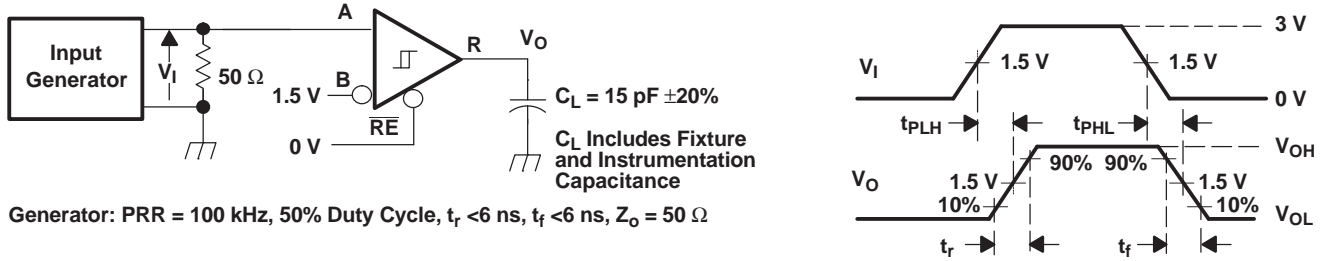 Input
Generator
V_I
50 Ω
A
B
1.5 V
R̅E̅
0 V
R
V_O
C_L = 15 pF ±20%
C_L Includes Fixture
and Instrumentation
Capacitance
Generator: PRR = 100 kHz, 50% Duty Cycle, t_r <6 ns, t_f <6 ns, Z_o = 50 Ω
3 V
V_I
1.5 V
1.5 V
0 V
t_PLH
t_PHL
V_OH
90%
90%
V_O
1.5 V
1.5 V
10%
10%
V_OL
t_r
t_f